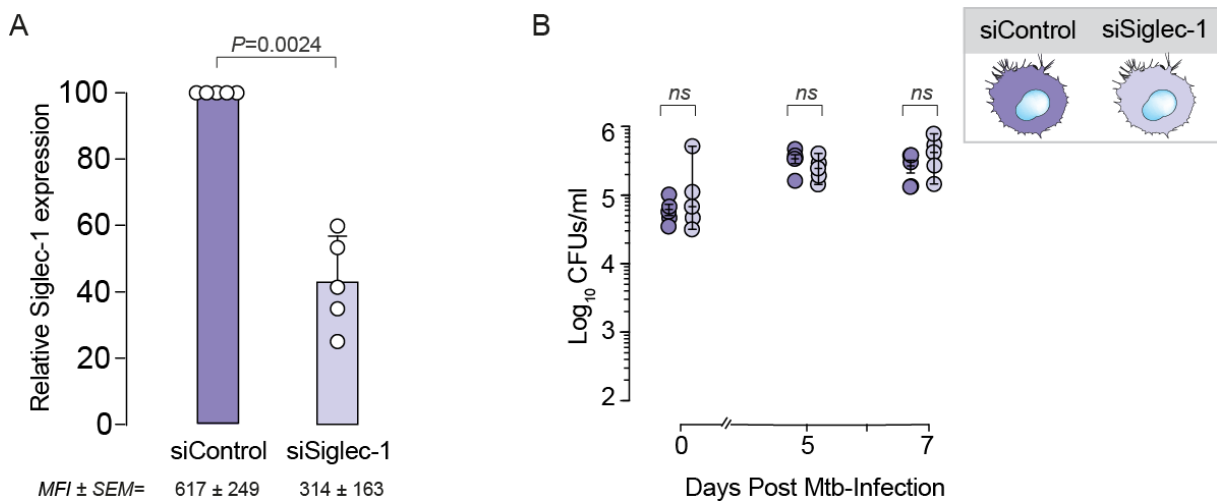 A
P=0.0024
Relative Siglec-1 expression
100
80
60
40
20
0
siControl siSiglec-1
MFI ± SEM= 617 ± 249 314 ± 163
B
siControl siSiglec-1
ns ns ns
Log10 CFUs/ml
6
5
4
3
2
0 5 7
Days Post Mtb-Infection